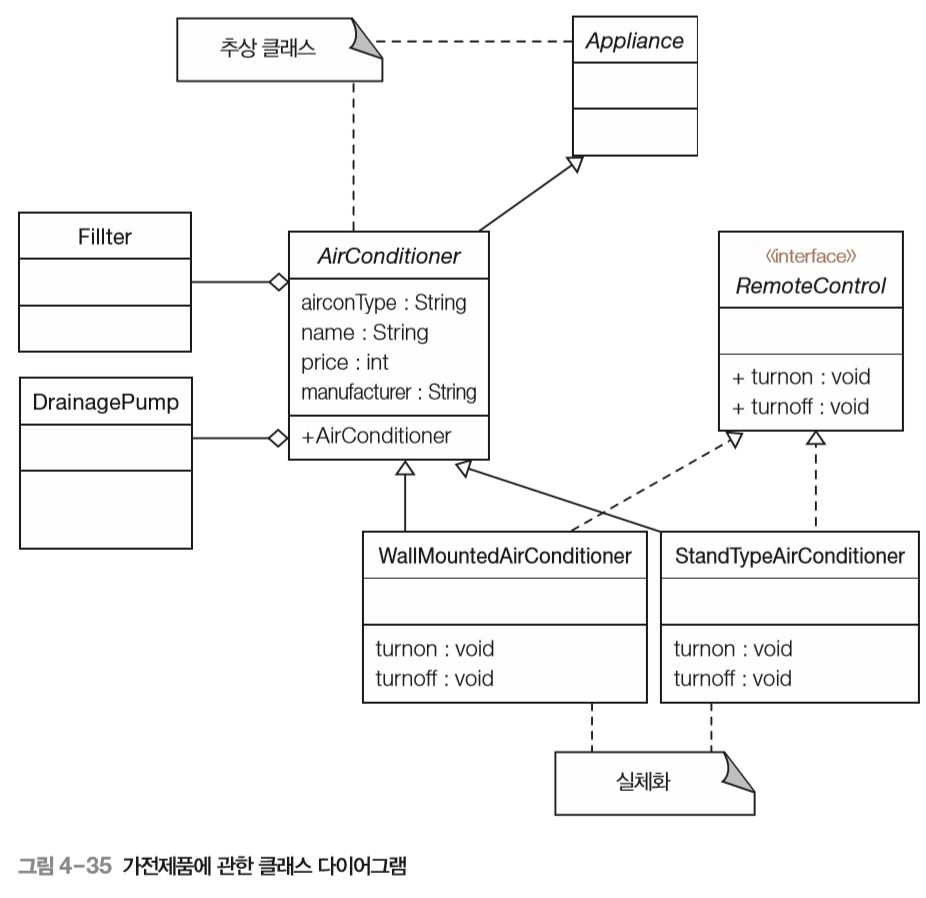 추상 클래스
Appliance
Fillter
AirConditioner
airconType : String
name : String
price : int
manufacturer : String
+AirConditioner
《interface》
RemoteControl
+ turnon : void
+ turnoff : void
DrainagePump
WallMountedAirConditioner
turnon : void
turnoff : void
StandTypeAirConditioner
turnon : void
turnoff : void
실체화
그림 4-35 가전제품에 관한 클래스 다이어그램